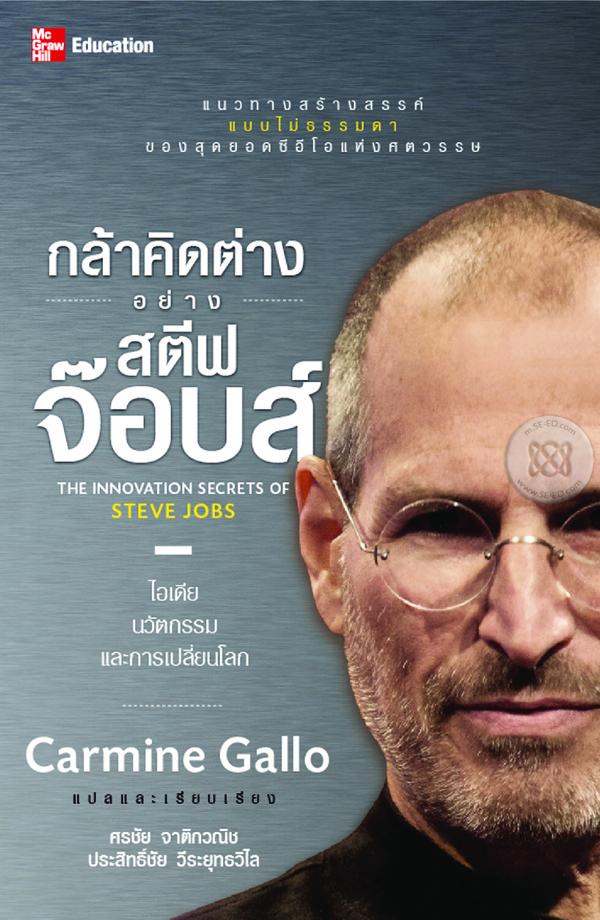 Mc
Graw
Hill
Education
แนวทางสร้างสรรค์
แบบไม่ธรรมดา
ของสุดยอดซีอีโอแห่งศตวรรษ
กล้าคิดต่าง
อย่าง
สตีฟ
จ๊อบส์
THE INNOVATION SECRETS OF
STEVE JOBS
ไอเดีย
นวัตกรรม
และการเปลี่ยนโลก
m.SE-ED.com
www.SE-ED.com
Carmine Gallo
แปลและเรียบเรียง
ศรชัย จาติกวณิช
ประสิทธิ์ชัย วีระยุทธวิไล